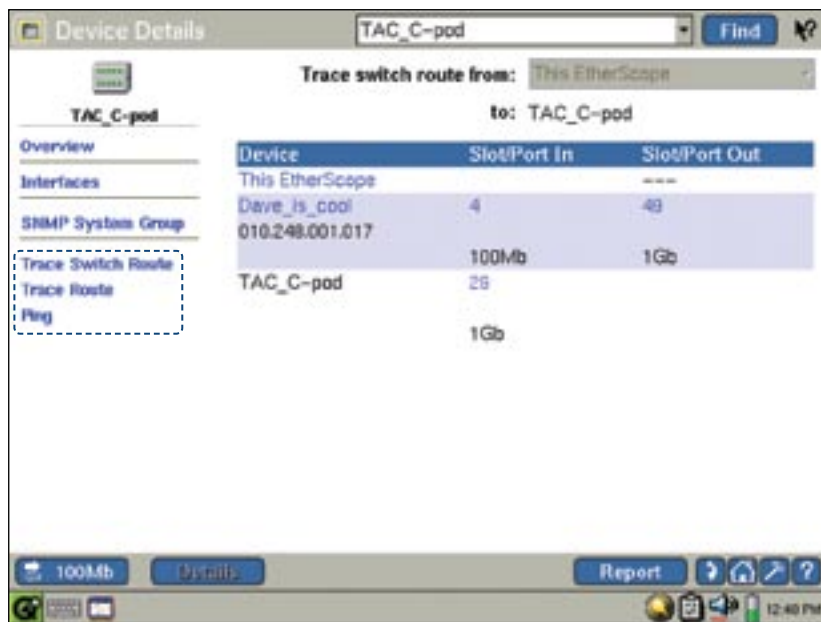 Device Details
TAC_C-pod
Find
Trace switch route from: This EtherScope
to: TAC_C-pod
TAC_C-pod
Overview
Interfaces
SNMP System Group
Trace Switch Route
Trace Route
Ping
Device Slot/Port In Slot/Port Out
This EtherScope ---
Dave_is_cool 4 49
010.248.001.017
100Mb 1Gb
TAC_C-pod 26
1Gb
100Mb
Details
Report
?
12:40 PM